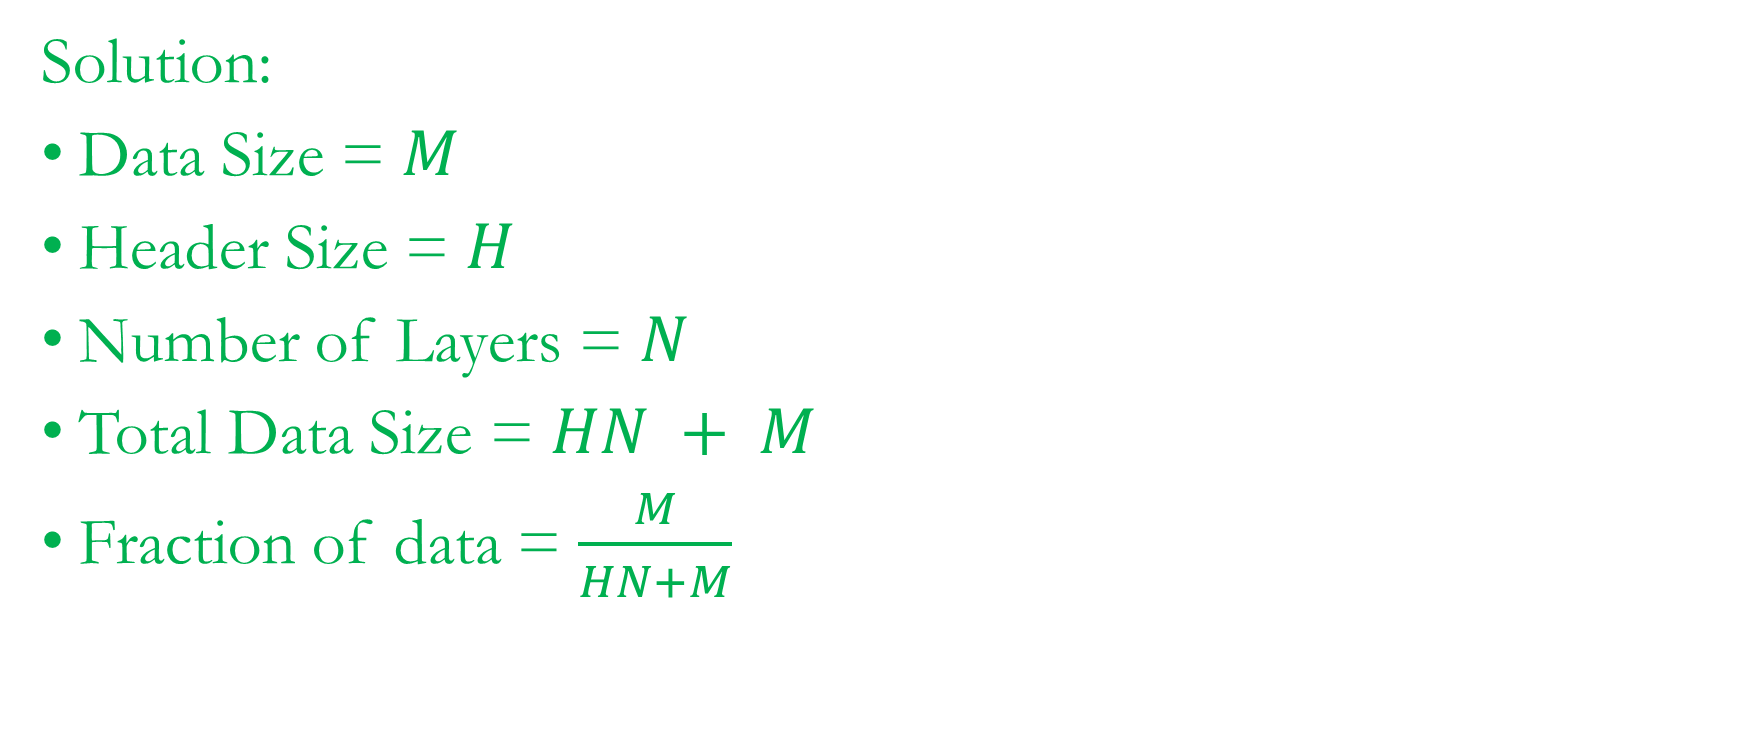 Solution:
• Data Size = M
• Header Size = H
• Number of Layers = N
• Total Data Size = HN + M
• Fraction of data = M/(HN+M)